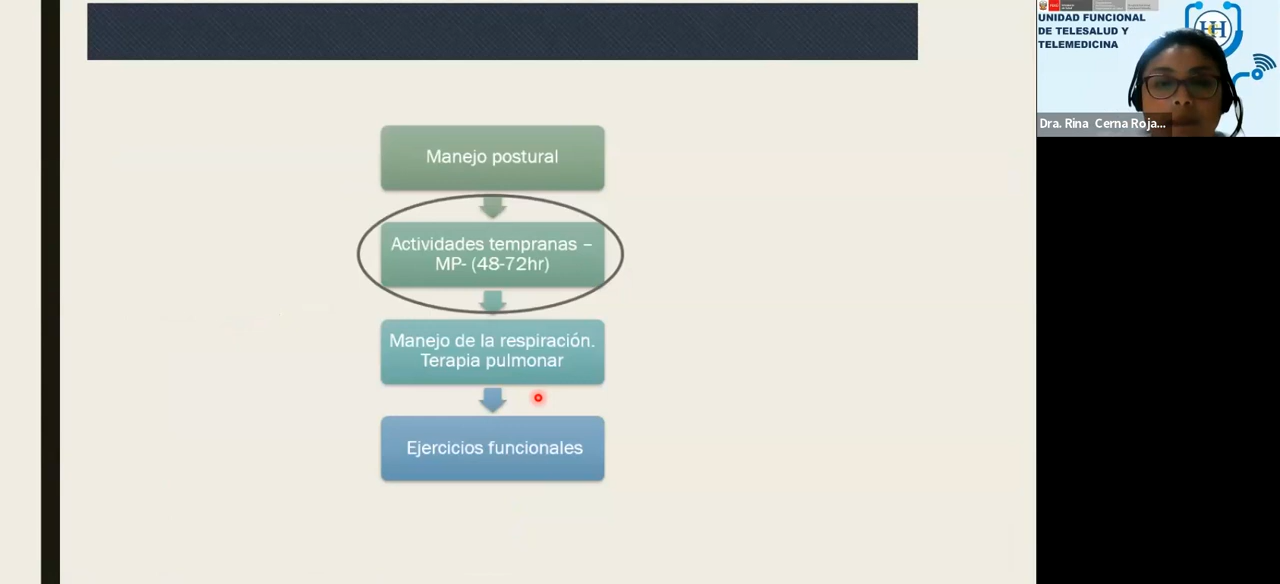 Manejo postural
Actividades tempranas –
MP- (48-72hr)
Manejo de la respiración.
Terapia pulmonar
Ejercicios funcionales
UNIDAD FUNCIONAL
DE TELESALUD Y
TELEMEDICINA
HH
Dra. Rina Cerna Roja...